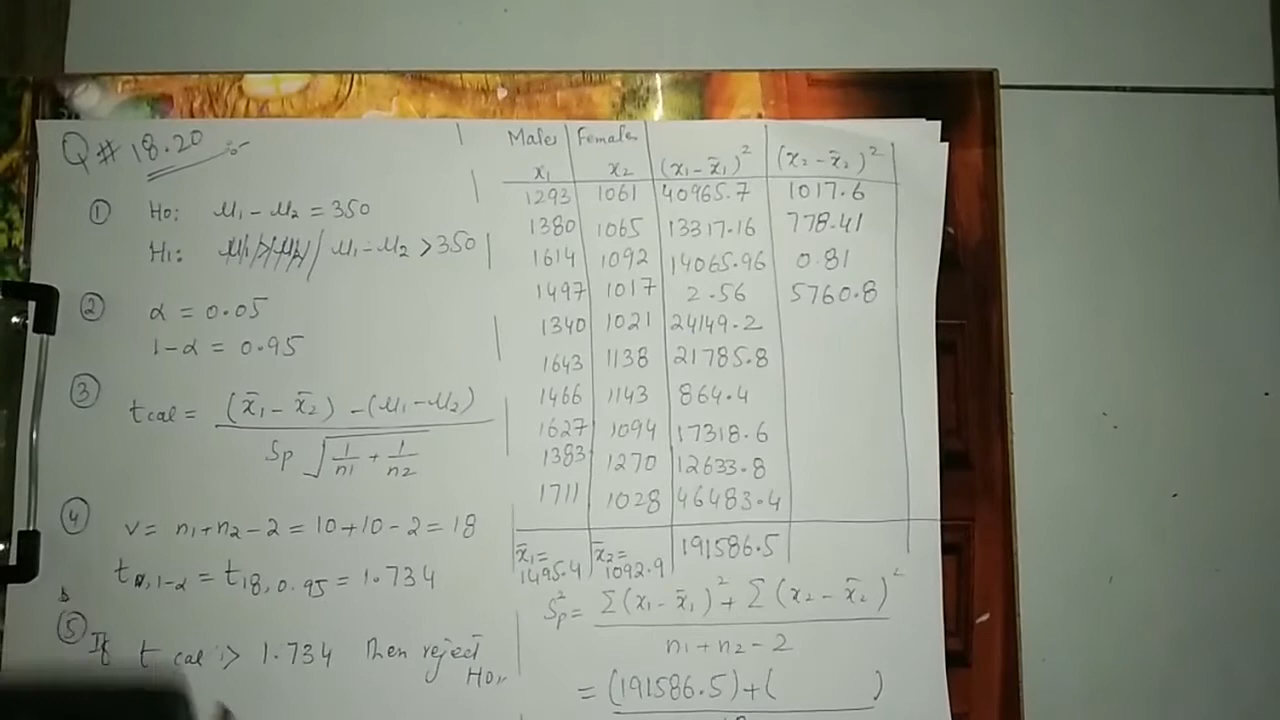 Q # 18.20 :-
① H₀: μ₁ - μ₂ = 350
H₁: μ₁ - μ₂ > 350
② α = 0.05
1-α = 0.95
③ t cal = (x̄₁ - x̄₂) - (μ₁ - μ₂) / Sp √(1/n₁ + 1/n₂)
④ v = n₁+n₂-2 = 10+10-2 = 18
t v,1-α = t 18, 0.95 = 1.734
⑤ If t cal > 1.734 then reject
H₀
Males Females
x₁ x₂ (x₁-x̄₁)² (x₂-x̄₂)²
1293 1061 40965.7 1017.6
1380 1065 13317.16 778.41
1614 1092 14065.96 0.81
1497 1017 2.56 5760.8
1340 1021 24149.2
1643 1138 21785.8
1466 1143 864.4
1627 1094 17318.6
1383 1270 12633.8
1711 1028 46483.4
x̄₁= 1495.4 x̄₂= 1092.9 191586.5
S²p = Σ(x₁-x̄₁)² + Σ(x₂-x̄₂)² / n₁+n₂-2
= (191586.5)+( )